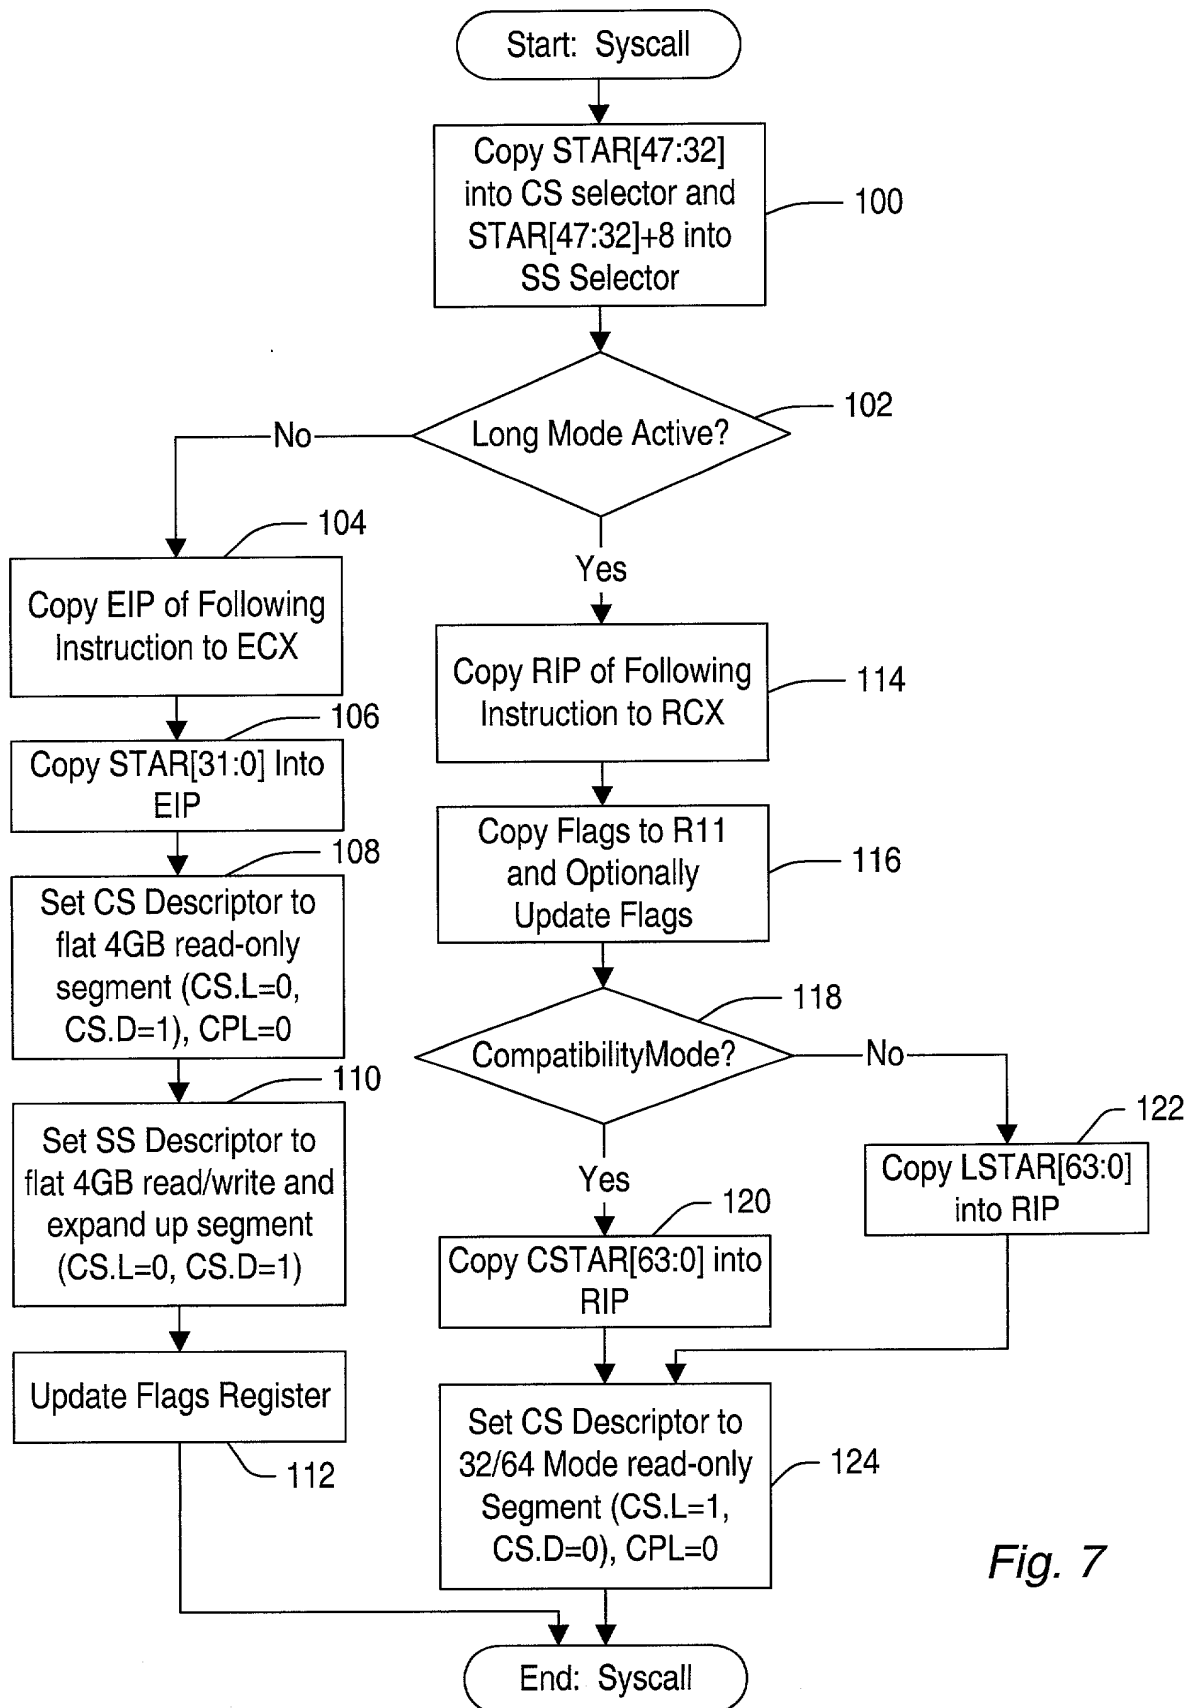 Start: Syscall
Copy STAR[47:32]
into CS selector and
STAR[47:32]+8 into
SS Selector
100
Long Mode Active?
102
No
Yes
104
Copy EIP of Following
Instruction to ECX
106
Copy STAR[31:0] Into
EIP
108
Set CS Descriptor to
flat 4GB read-only
segment (CS.L=0,
CS.D=1), CPL=0
110
Set SS Descriptor to
flat 4GB read/write and
expand up segment
(CS.L=0, CS.D=1)
Update Flags Register
112
Copy RIP of Following
Instruction to RCX
114
Copy Flags to R11
and Optionally
Update Flags
116
CompatibilityMode?
118
No
Yes
122
Copy LSTAR[63:0]
into RIP
120
Copy CSTAR[63:0] into
RIP
Set CS Descriptor to
32/64 Mode read-only
Segment (CS.L=1,
CS.D=0), CPL=0
124
End: Syscall
Fig. 7